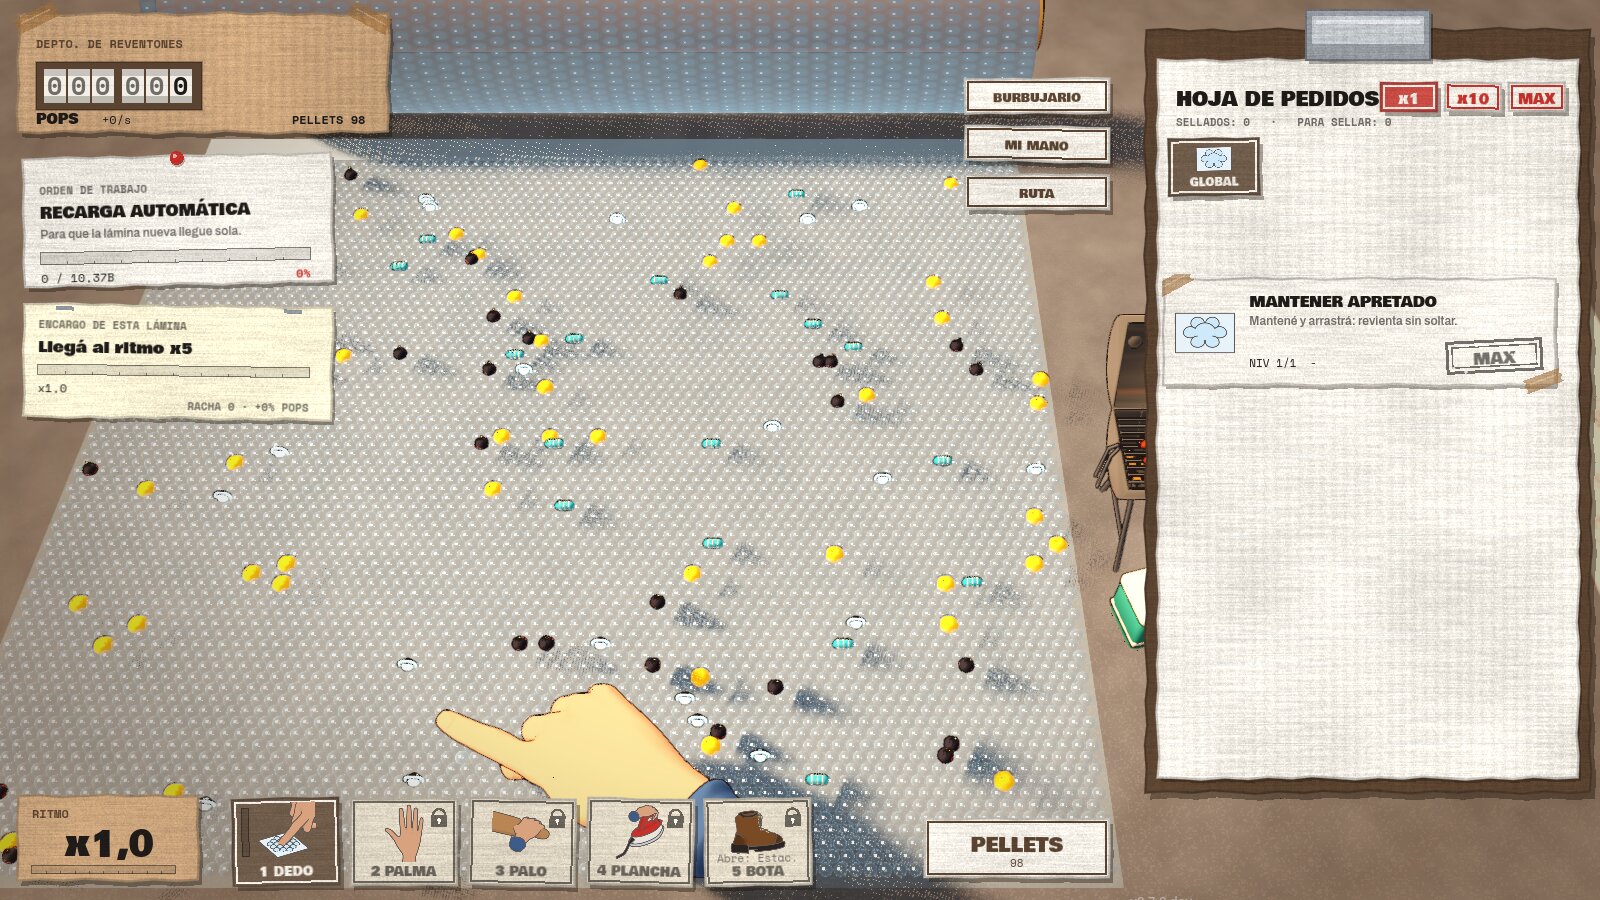 DEPTO. DE REVENTONES
000 000
POPS +0/s PELLETS 98
ORDEN DE TRABAJO
RECARGA AUTOMÁTICA
Para que la lámina nueva llegue sola.
0 / 10.37B 0%
ENCARGO DE ESTA LÁMINA
Llegá al ritmo x5
x1.0
RACHA 0 · +0% POPS
BURBUJARIO
MI MANO
RUTA
HOJA DE PEDIDOS x1 x10 MAX
SELLADOS: 0 · PARA SELLAR: 0
GLOBAL
MANTENER APRETADO
Mantené y arrastrá: revienta sin soltar.
NIV 1/1 - MAX
RITMO
x1,0
1 DEDO
2 PALMA
3 PALO
4 PLANCHA
Abre: Estac.
5 BOTA
PELLETS
98